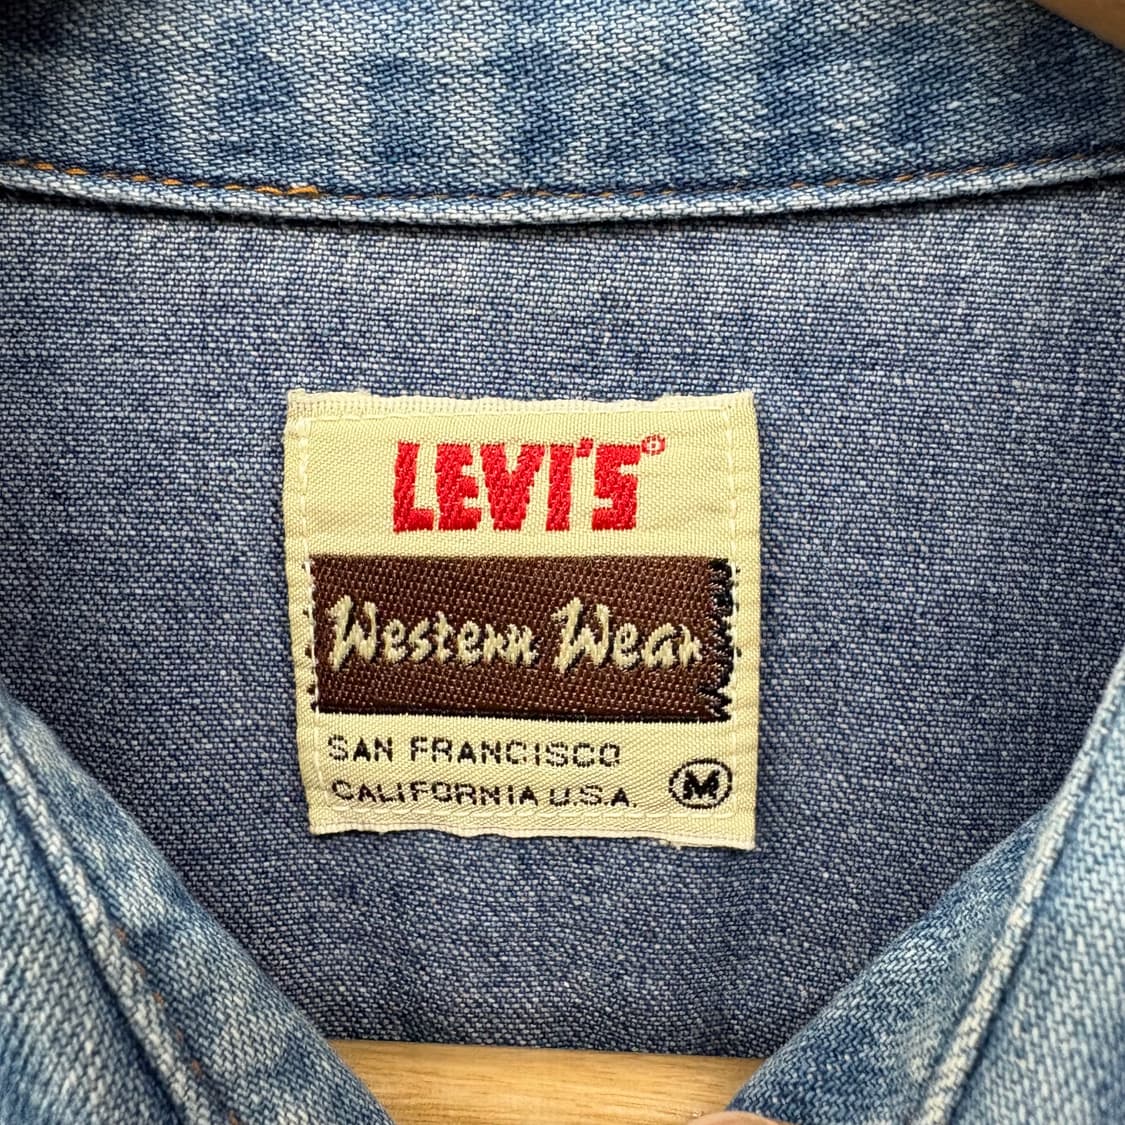 LEVI'S®
Western Wear
SAN FRANCISCO
CALIFORNIA U.S.A.
M